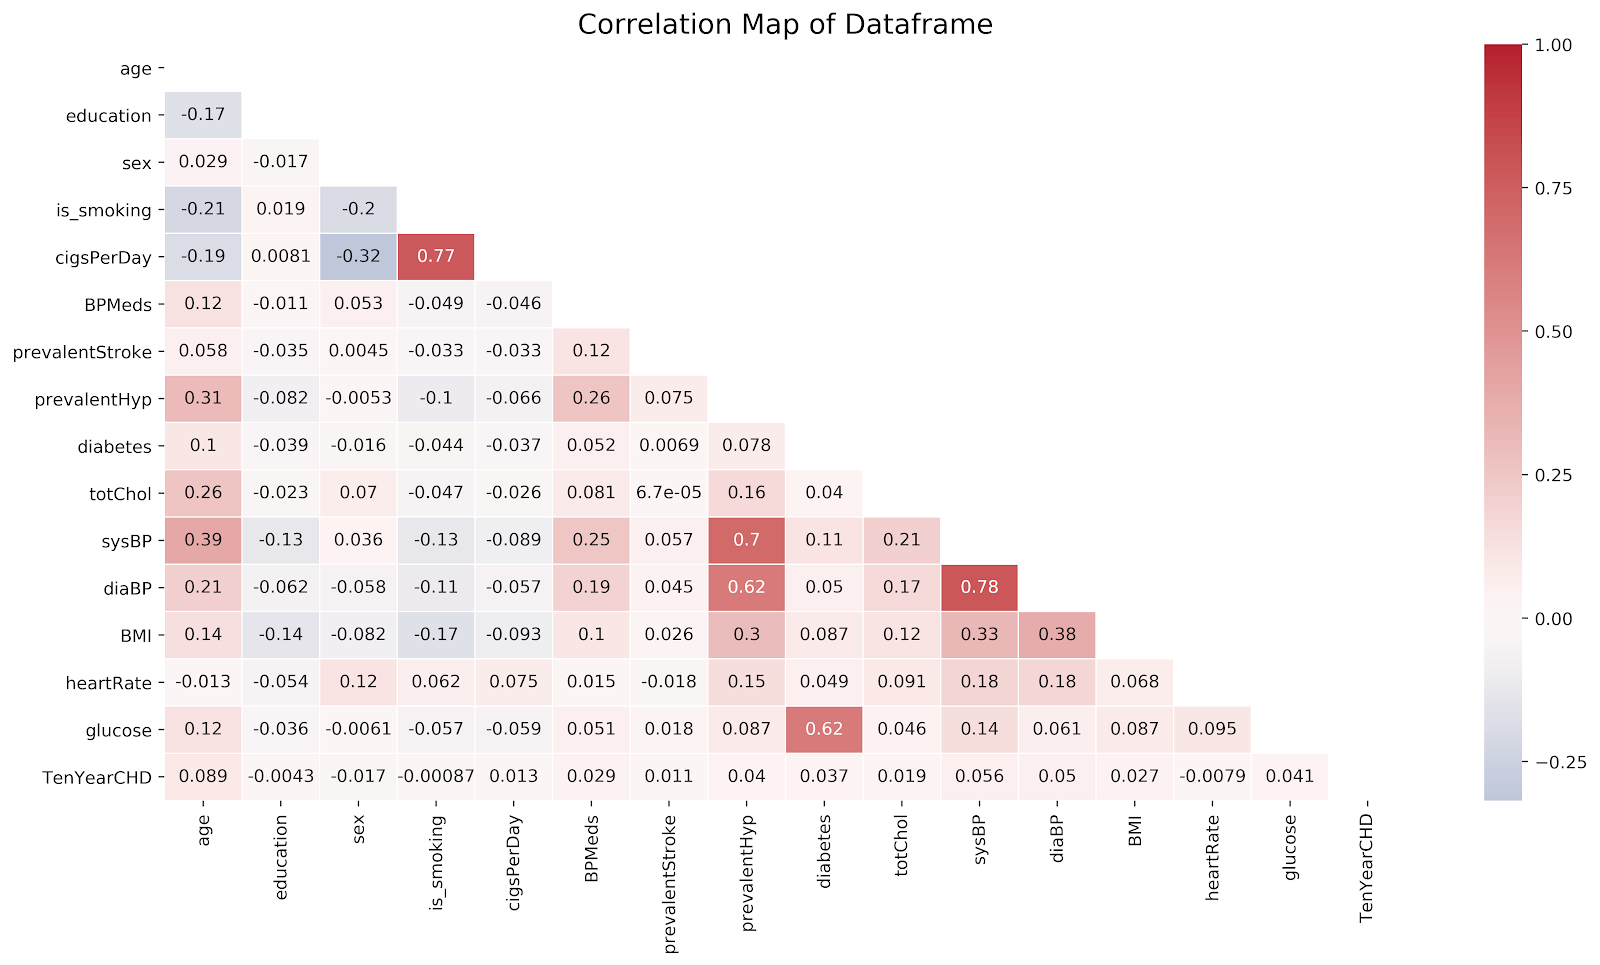 Correlation Map of Dataframe
age
education -0.17
sex 0.029 -0.017
is_smoking -0.21 0.019 -0.2
cigsPerDay -0.19 0.0081 -0.32 0.77
BPMeds 0.12 -0.011 0.053 -0.049 -0.046
prevalentStroke 0.058 -0.035 0.0045 -0.033 -0.033 0.12
prevalentHyp 0.31 -0.082 -0.0053 -0.1 -0.066 0.26 0.075
diabetes 0.1 -0.039 -0.016 -0.044 -0.037 0.052 0.0069 0.078
totChol 0.26 -0.023 0.07 -0.047 -0.026 0.081 6.7e-05 0.16 0.04
sysBP 0.39 -0.13 0.036 -0.13 -0.089 0.25 0.057 0.7 0.11 0.21
diaBP 0.21 -0.062 -0.058 -0.11 -0.057 0.19 0.045 0.62 0.05 0.17 0.78
BMI 0.14 -0.14 -0.082 -0.17 -0.093 0.1 0.026 0.3 0.087 0.12 0.33 0.38
heartRate -0.013 -0.054 0.12 0.062 0.075 0.015 -0.018 0.15 0.049 0.091 0.18 0.18 0.068
glucose 0.12 -0.036 -0.0061 -0.057 -0.059 0.051 0.018 0.087 0.62 0.046 0.14 0.061 0.087 0.095
TenYearCHD 0.089 -0.0043 -0.017 -0.00087 0.013 0.029 0.011 0.04 0.037 0.019 0.056 0.05 0.027 -0.0079 0.041
age education sex is_smoking cigsPerDay BPMeds prevalentStroke prevalentHyp diabetes totChol sysBP diaBP BMI heartRate glucose TenYearCHD
1.00
0.75
0.50
0.25
0.00
−0.25